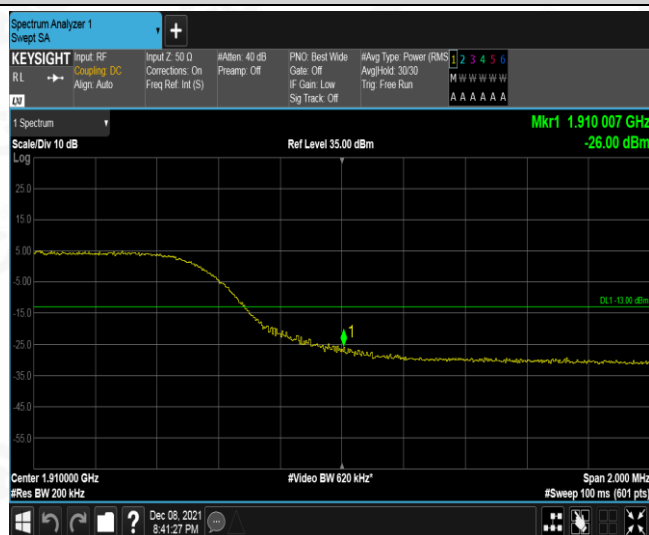 Spectrum Analyzer 1
Swept SA
+
KEYSIGHT
RL
LXI
Input: RF
Coupling: DC
Align: Auto
Input Z: 50 Ω
Corrections: On
Freq Ref: Int (S)
#Atten: 40 dB
Preamp: Off
PNO: Best Wide
Gate: Off
IF Gain: Low
Sig Track: Off
#Avg Type: Power (RMS
Avg|Hold: 30/30
Trig: Free Run
1 2 3 4 5 6
M W W W W W
A A A A A A
1 Spectrum
Mkr1 1.910 007 GHz
Scale/Div 10 dB
Ref Level 35.00 dBm
-26.00 dBm
Log
25.0
15.0
5.00
-5.00
DL1 -13.00 dBm
-15.0
1
-25.0
-35.0
-45.0
-55.0
Center 1.910000 GHz
#Video BW 620 kHz*
Span 2.000 MHz
#Res BW 200 kHz
#Sweep 100 ms (601 pts)
?
Dec 08, 2021
8:41:27 PM